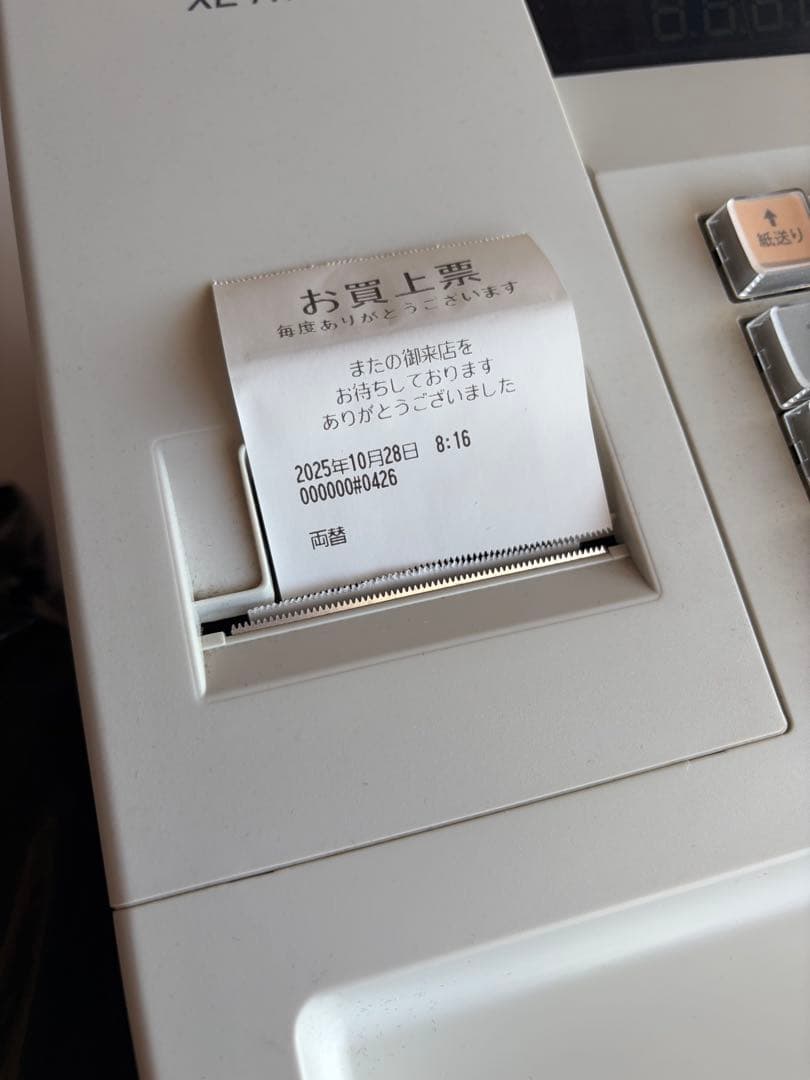 お買上票
毎度ありがとうございます
またの御来店を
お待ちしております
ありがとうございました
2025年10月28日 8:16
000000#0426
両替
↑
紙送り